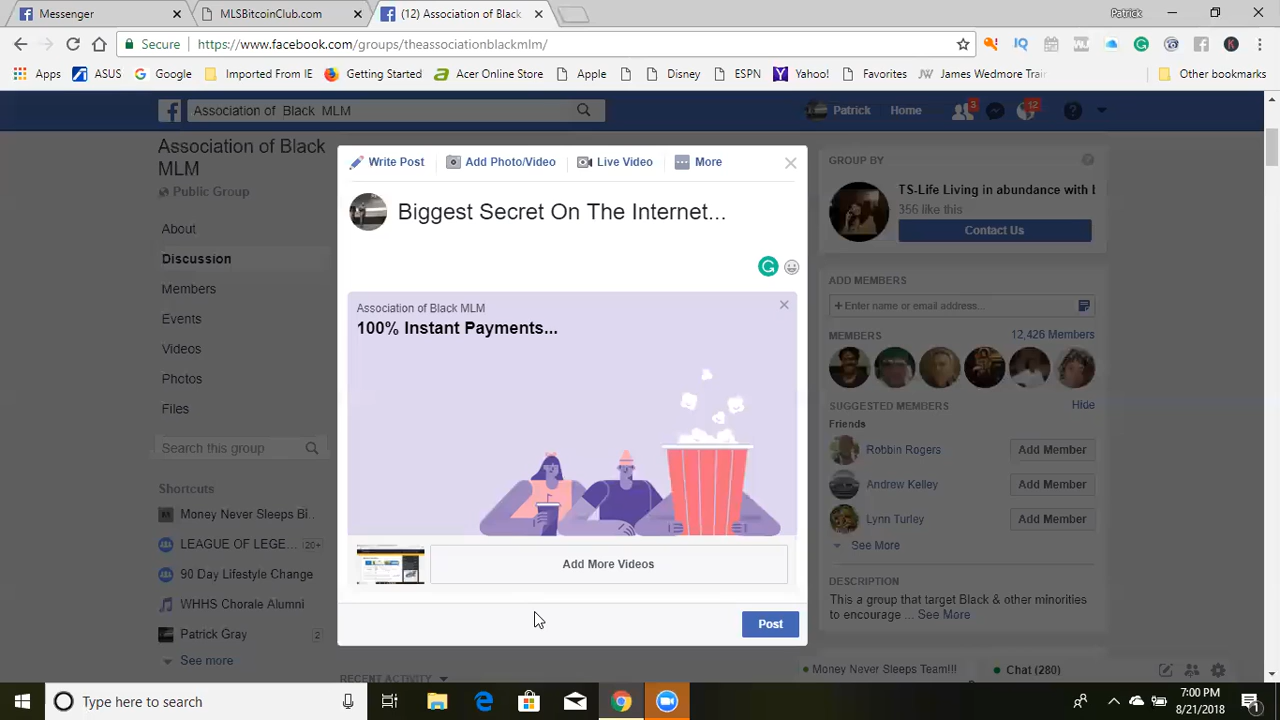 Messenger
MLSBitcoinClub.com
(12) Association of Black
Patrick
Secure
https://www.facebook.com/groups/theassociationblackmlm/
Apps
ASUS
Google
Imported From IE
Getting Started
Acer Online Store
Apple
Disney
ESPN
Yahoo!
Favorites
James Wedmore Trai
Other bookmarks
Association of Black MLM
Patrick
Home
3
12
Association of Black
MLM
Public Group
About
Discussion
Members
Events
Videos
Photos
Files
Search this group
Shortcuts
Money Never Sleeps Bi...
LEAGUE OF LEGE... 20+
90 Day Lifestyle Change
WHHS Chorale Alumni
Patrick Gray 2
See more
Write Post
Add Photo/Video
Live Video
More
Biggest Secret On The Internet...
Association of Black MLM
100% Instant Payments...
Add More Videos
Post
RECENT ACTIVITY
GROUP BY
TS-Life Living in abundance with
356 like this
Contact Us
ADD MEMBERS
+ Enter name or email address...
MEMBERS
12,426 Members
SUGGESTED MEMBERS
Hide
Friends
Robbin Rogers
Add Member
Andrew Kelley
Add Member
Lynn Turley
Add Member
See More
DESCRIPTION
This a group that target Black & other minorities
to encourage ... See More
Money Never Sleeps Team!!!
Chat (280)
Type here to search
7:00 PM
8/21/2018
1